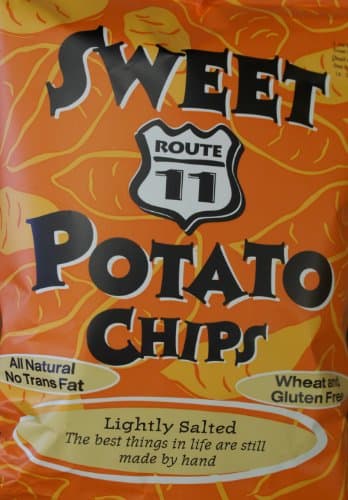 SWEET
ROUTE
11
POTATO
CHIPS
All Natural
No Trans Fat
Wheat and
Gluten Free
Lightly Salted
The best things in life are still
made by hand